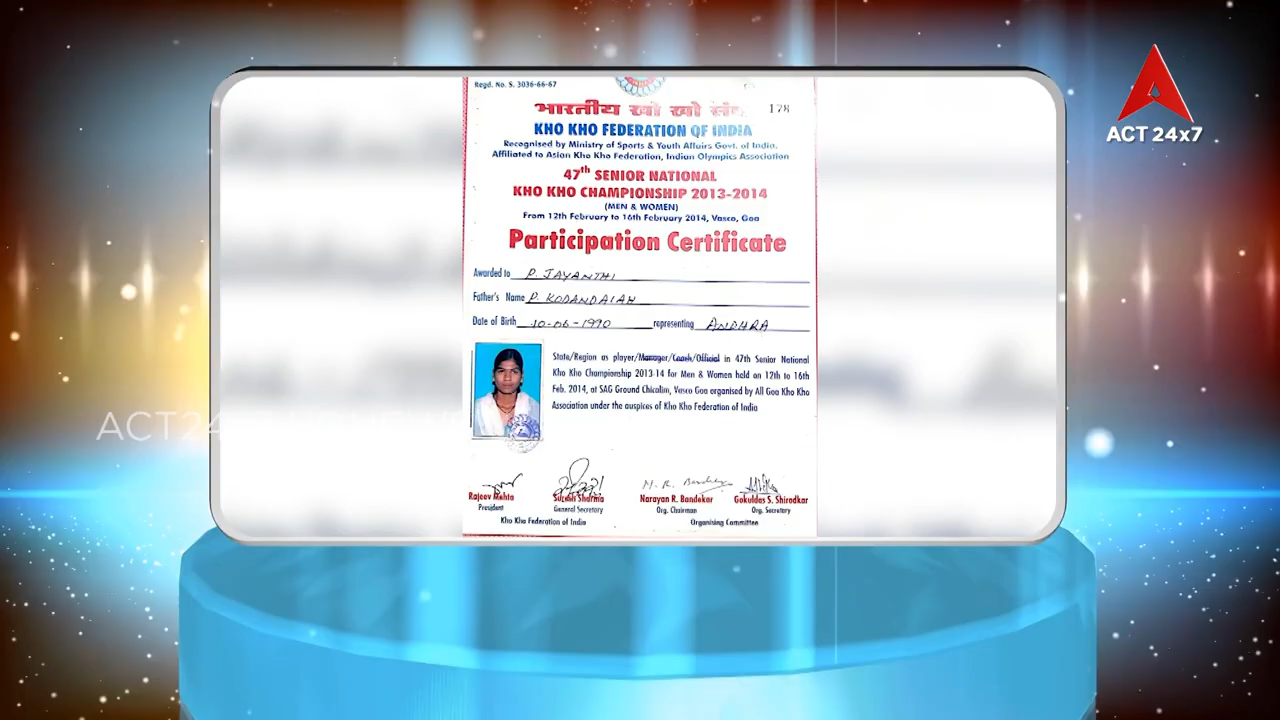 ACT 24x7
Regd. No. S. 3036-66-67
178
भारतीय खो खो संघ
KHO KHO FEDERATION OF INDIA
Recognised by Ministry of Sports & Youth Affairs Govt. of India.
Affiliated to Asian Kho Kho Federation, Indian Olympics Association
47th SENIOR NATIONAL
KHO KHO CHAMPIONSHIP 2013-2014
(MEN & WOMEN)
From 12th February to 16th February 2014, Vasco, Goa
Participation Certificate
Awarded to P. JAYANTHI
Father's Name P. KODANDAIAH
Date of Birth 10-06-1990 representing ANDHRA
State/Region as player/Manager/Coach/Official in 47th Senior National
Kho Kho Championship 2013-14 for Men & Women held on 12th to 16th
Feb. 2014, at SAG Ground Chicalim, Vasco Goa organised by All Goa Kho Kho
Association under the auspices of Kho Kho Federation of India
ACT24
M. R. Bandekar
Rajeev Mehta
President
Suresh Sharma
General Secretary
Kho Kho Federation of India
Narayan R. Bandekar
Org. Chairman
Gokuldas S. Shirodkar
Org. Secretary
Organising Committee